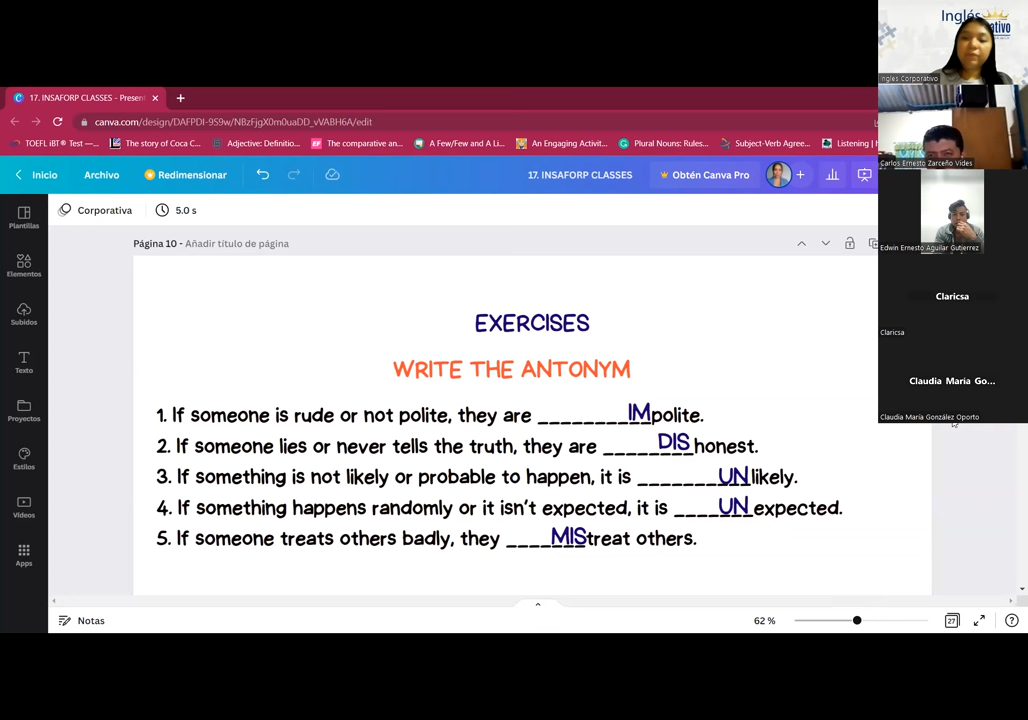 Inglés
ativo
Ingles Corporativo
17. INSAFORP CLASSES - Present
canva.com/design/DAFPDI-9S9w/NBzFjgX0m0uaDD_vVABH6A/edit
TOEFL iBT® Test —... The story of Coca C... Adjective: Definitio... The comparative an... A Few/Few and A Li... An Engaging Activit... Plural Nouns: Rules... Subject-Verb Agree... Listening |
Carlos Ernesto Zarceño Vides
Inicio Archivo Redimensionar 17. INSAFORP CLASSES Obtén Canva Pro
Corporativa 5.0 s
Plantillas
Página 10 - Añadir título de página
Edwin Ernesto Aguilar Gutierrez
Elementos
Claricsa
Subidos
Claricsa
EXERCISES
Texto
WRITE THE ANTONYM
Claudia Maria Go...
Claudia María González Oporto
Proyectos
1. If someone is rude or not polite, they are __________IMpolite.
2. If someone lies or never tells the truth, they are ________DIShonest.
Estilos
3. If something is not likely or probable to happen, it is __________UNlikely.
Videos
4. If something happens randomly or it isn't expected, it is _______UNexpected.
5. If someone treats others badly, they _______MIStreat others.
Apps
Notas 62 % 27